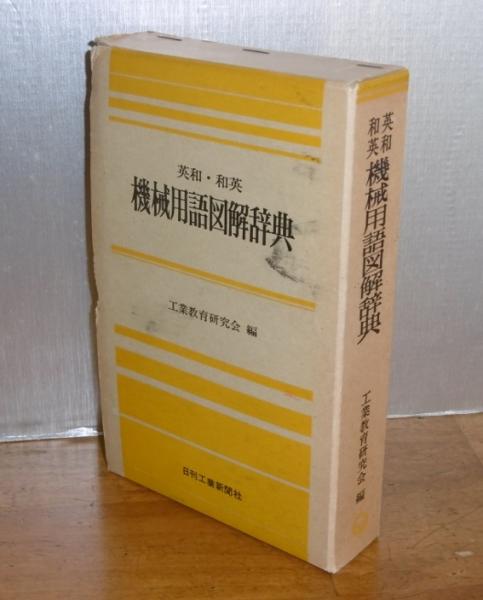 英和・和英
機械用語図解辞典
工業教育研究会 編
日刊工業新聞社
英和
和英
機械用語図解辞典
工業教育研究会 編